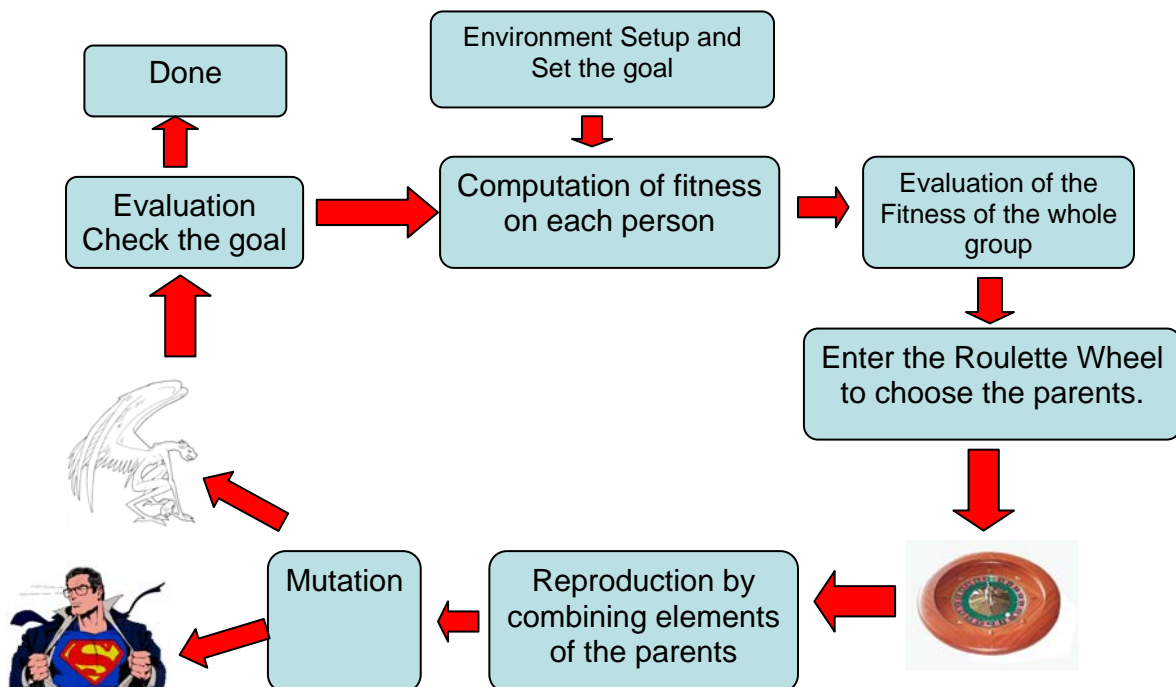 Environment Setup and
Set the goal
Done
Computation of fitness
on each person
Evaluation of the
Fitness of the whole
group
Evaluation
Check the goal
Enter the Roulette Wheel
to choose the parents.
Reproduction by
combining elements
of the parents
Mutation
S